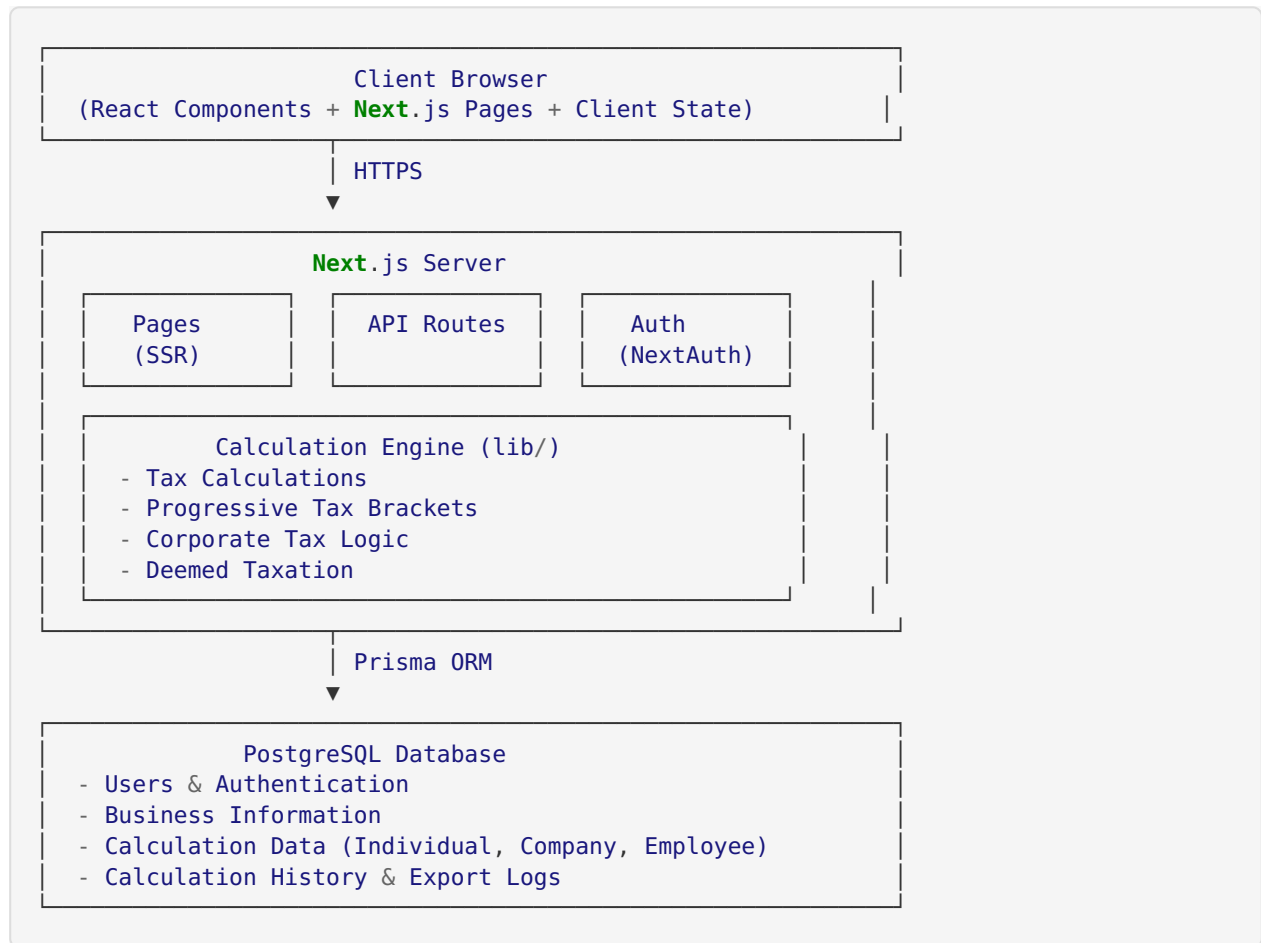 Client Browser
(React Components + Next.js Pages + Client State)
HTTPS
Next.js Server
Pages
(SSR)
API Routes
Auth
(NextAuth)
Calculation Engine (lib/)
- Tax Calculations
- Progressive Tax Brackets
- Corporate Tax Logic
- Deemed Taxation
Prisma ORM
PostgreSQL Database
- Users & Authentication
- Business Information
- Calculation Data (Individual, Company, Employee)
- Calculation History & Export Logs